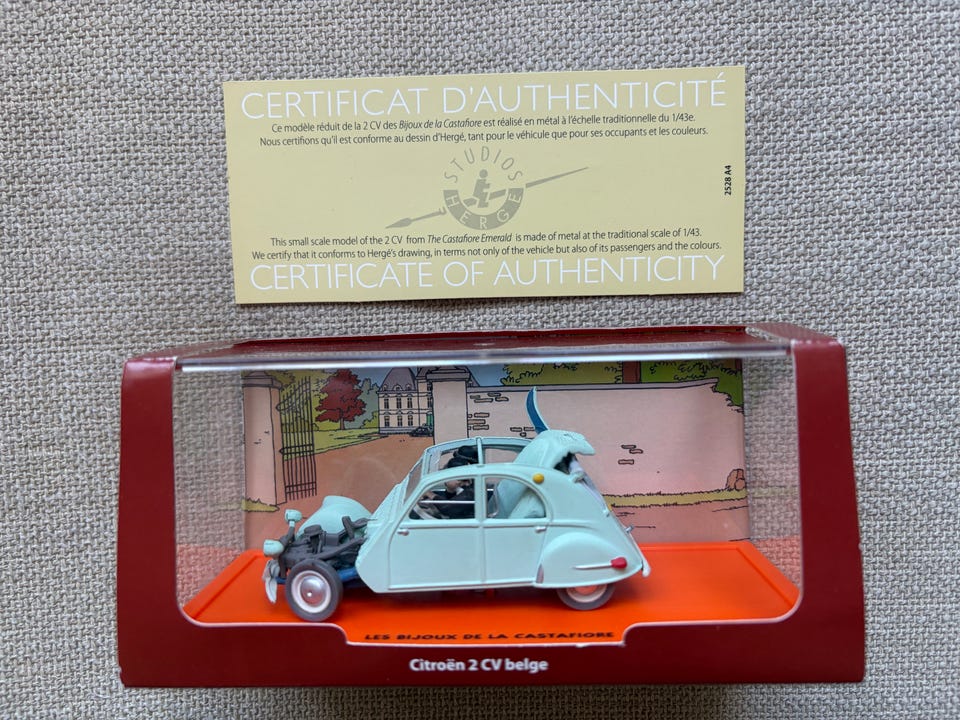 CERTIFICAT D'AUTHENTICITÉ
Ce modèle réduit de la 2 CV des Bijoux de la Castafiore est réalisé en métal à l'échelle traditionnelle du 1/43e.
Nous certifions qu'il est conforme au dessin d'Hergé, tant pour le véhicule que pour ses occupants et les couleurs.
STUDIOS
HERGÉ
2528 A4
This small scale model of the 2 CV from The Castafiore Emerald is made of metal at the traditional scale of 1/43.
We certify that it conforms to Hergé's drawing, in terms not only of the vehicle but also of its passengers and the colours.
CERTIFICATE OF AUTHENTICITY
LES BIJOUX DE LA CASTAFIORE
Citroën 2 CV belge